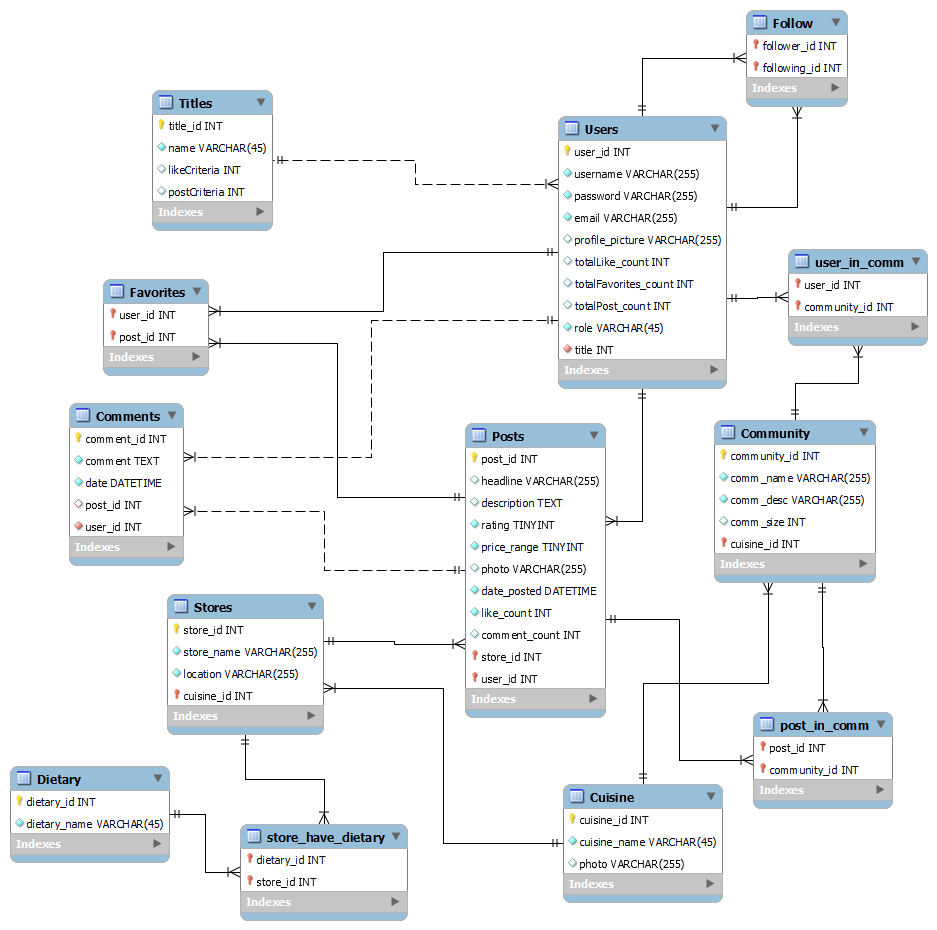 Follow
follower_id INT
following_id INT
Indexes
Titles
title_id INT
name VARCHAR(45)
likeCriteria INT
postCriteria INT
Indexes
Users
user_id INT
username VARCHAR(255)
password VARCHAR(255)
email VARCHAR(255)
profile_picture VARCHAR(255)
totalLike_count INT
totalFavorites_count INT
totalPost_count INT
role VARCHAR(45)
title INT
Indexes
user_in_comm
user_id INT
community_id INT
Indexes
Favorites
user_id INT
post_id INT
Indexes
Comments
comment_id INT
comment TEXT
date DATETIME
post_id INT
user_id INT
Indexes
Posts
post_id INT
headline VARCHAR(255)
description TEXT
rating TINYINT
price_range TINYINT
photo VARCHAR(255)
date_posted DATETIME
like_count INT
comment_count INT
store_id INT
user_id INT
Indexes
Community
community_id INT
comm_name VARCHAR(255)
comm_desc VARCHAR(255)
comm_size INT
cuisine_id INT
Indexes
Stores
store_id INT
store_name VARCHAR(255)
location VARCHAR(255)
cuisine_id INT
Indexes
post_in_comm
post_id INT
community_id INT
Indexes
Dietary
dietary_id INT
dietary_name VARCHAR(45)
Indexes
store_have_dietary
dietary_id INT
store_id INT
Indexes
Cuisine
cuisine_id INT
cuisine_name VARCHAR(45)
photo VARCHAR(255)
Indexes